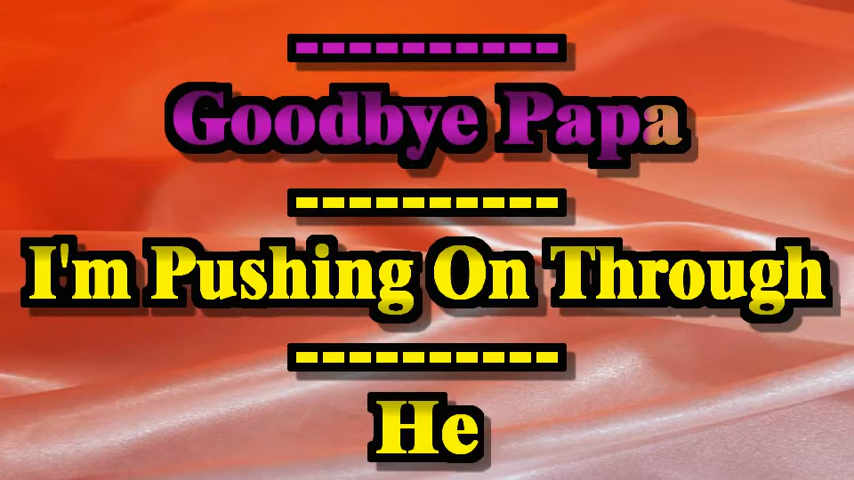 ----------
Goodbye Papa
----------
I'm Pushing On Through
----------
He